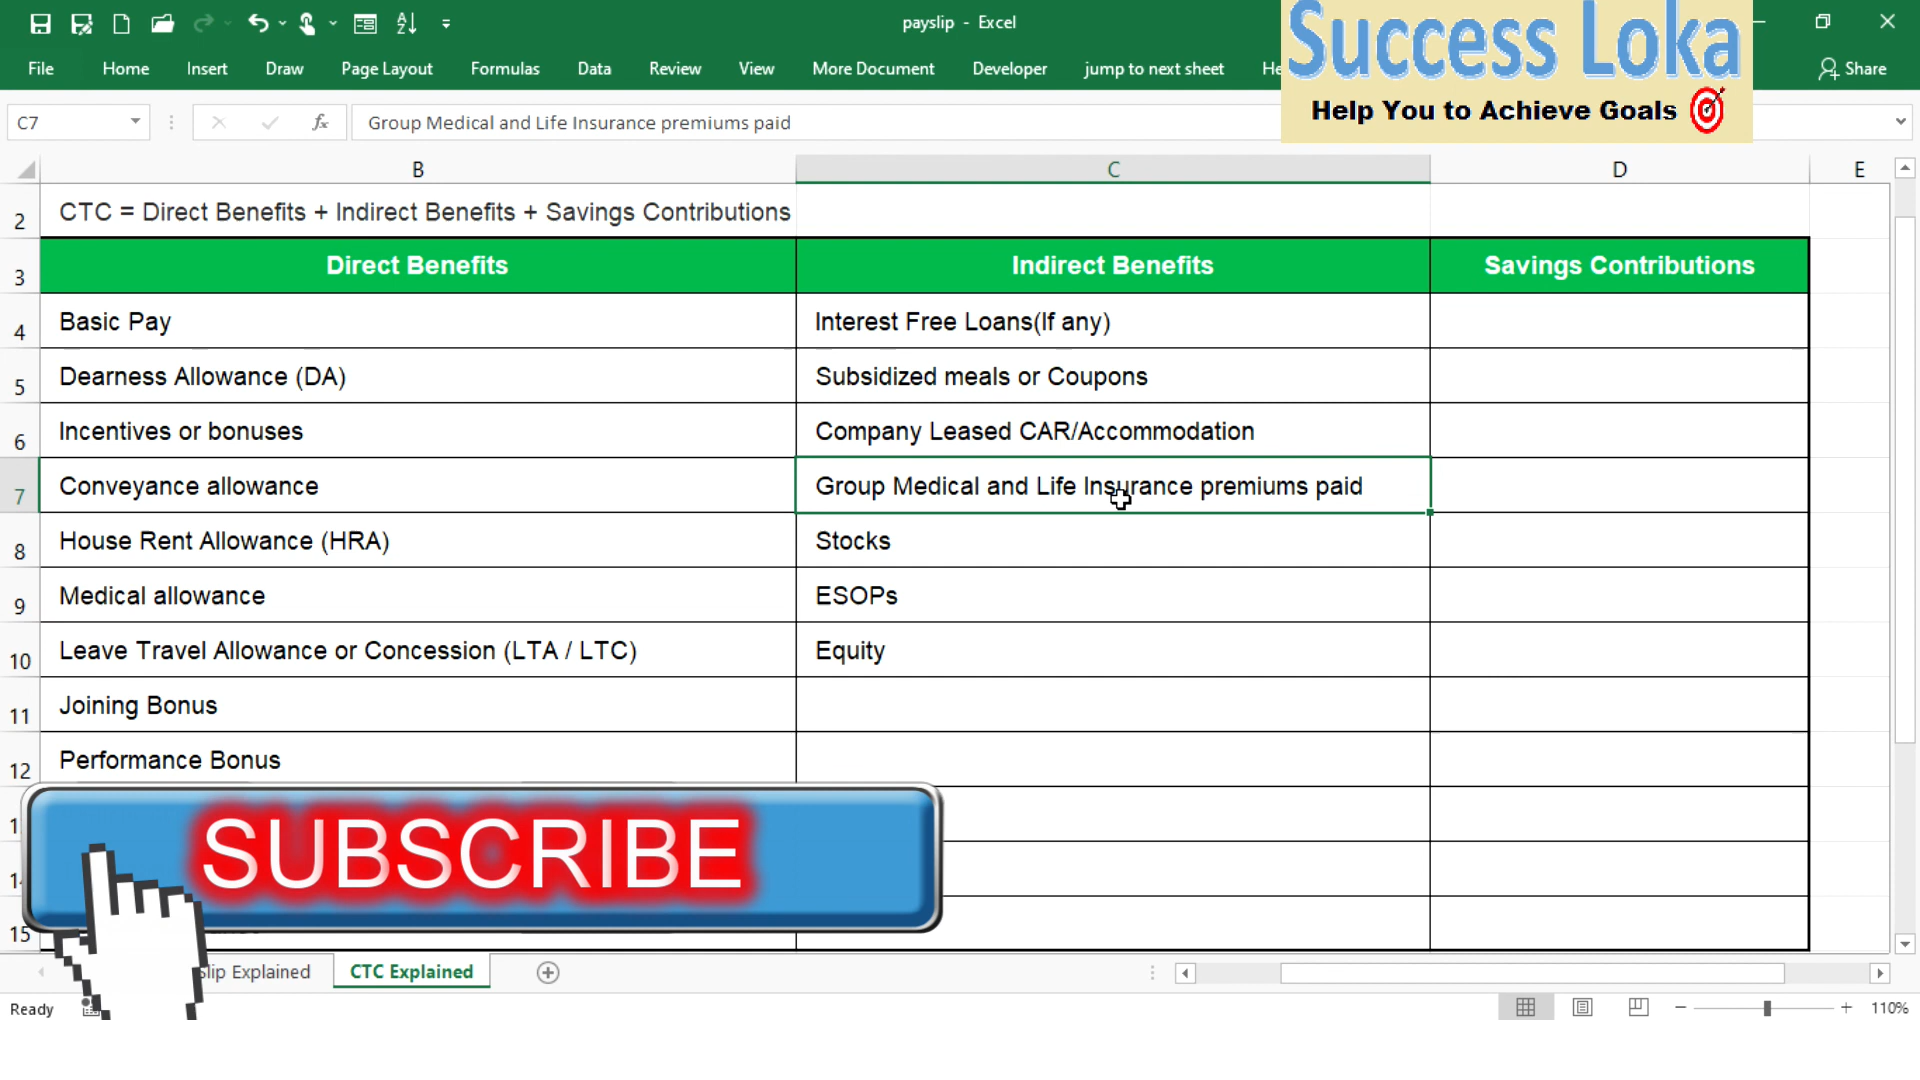 payslip - Excel
Success Loka
Help You to Achieve Goals
File Home Insert Draw Page Layout Formulas Data Review View More Document Developer jump to next sheet He Share
C7 fx Group Medical and Life Insurance premiums paid
B C D E
2 CTC = Direct Benefits + Indirect Benefits + Savings Contributions
3 Direct Benefits Indirect Benefits Savings Contributions
4 Basic Pay Interest Free Loans(If any)
5 Dearness Allowance (DA) Subsidized meals or Coupons
6 Incentives or bonuses Company Leased CAR/Accommodation
7 Conveyance allowance Group Medical and Life Insurance premiums paid
8 House Rent Allowance (HRA) Stocks
9 Medical allowance ESOPs
10 Leave Travel Allowance or Concession (LTA / LTC) Equity
11 Joining Bonus
12 Performance Bonus
SUBSCRIBE
15
Slip Explained CTC Explained
Ready 110%